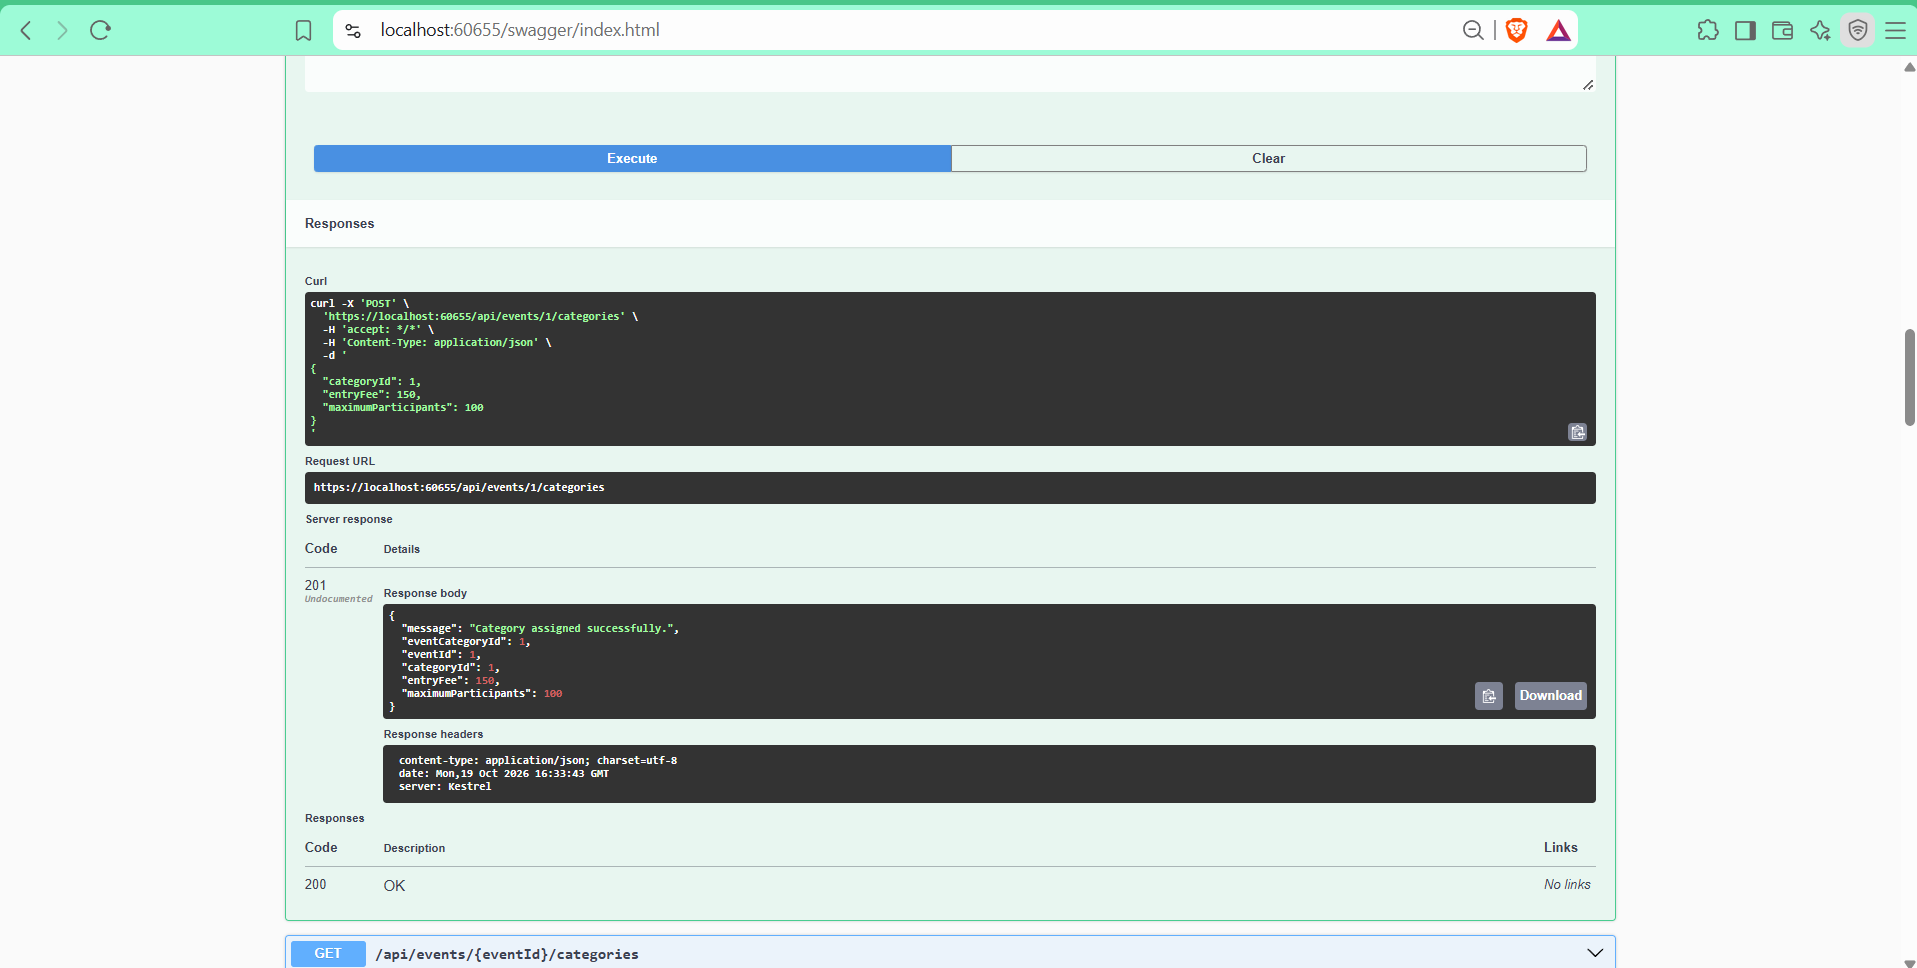 localhost:60655/swagger/index.html
Execute
Clear
Responses
Curl
curl -X 'POST' \
'https://localhost:60655/api/events/1/categories' \
-H 'accept: */*' \
-H 'Content-Type: application/json' \
-d '
{
"categoryId": 1,
"entryFee": 150,
"maximumParticipants": 100
}
'
Request URL
https://localhost:60655/api/events/1/categories
Server response
Code Details
201
Undocumented
Response body
{
"message": "Category assigned successfully.",
"eventCategoryId": 1,
"eventId": 1,
"categoryId": 1,
"entryFee": 150,
"maximumParticipants": 100
}
Download
Response headers
content-type: application/json; charset=utf-8
date: Mon,19 Oct 2026 16:33:43 GMT
server: Kestrel
Responses
Code Description Links
200 OK No links
GET /api/events/{eventId}/categories